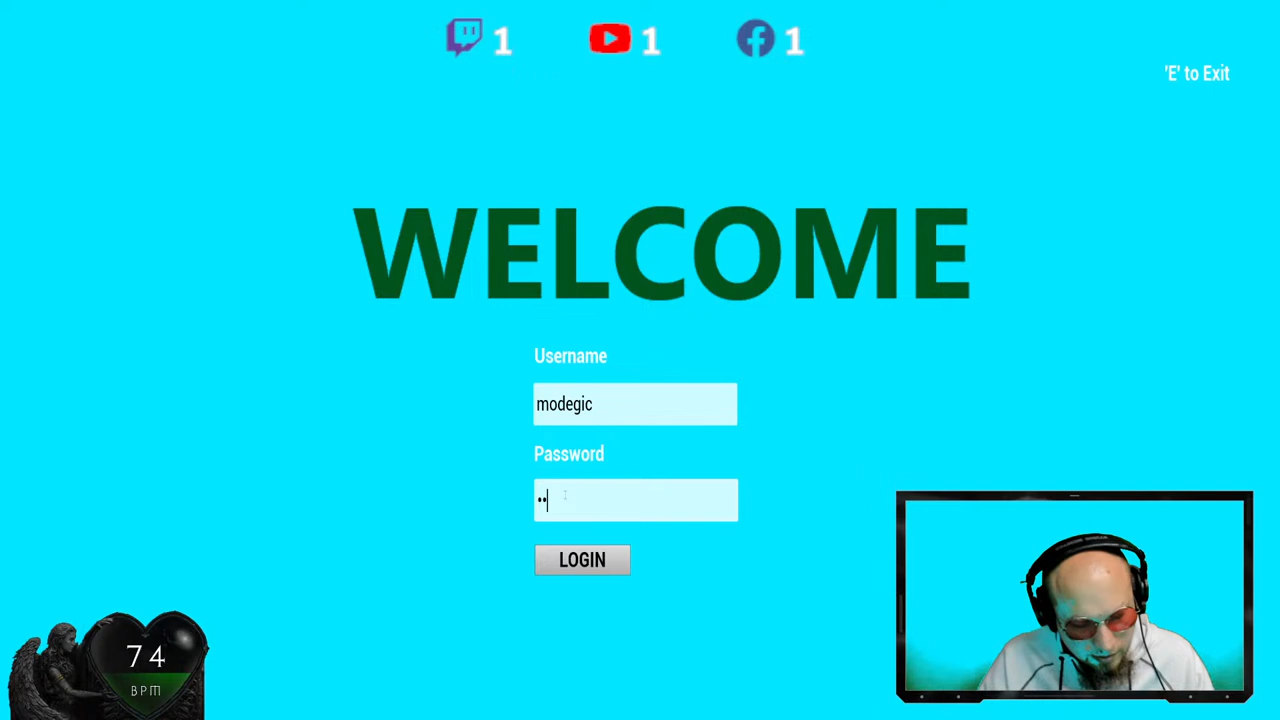 1 1 1
'E' to Exit
WELCOME
Username
modegic
Password
••
LOGIN
74
BPM